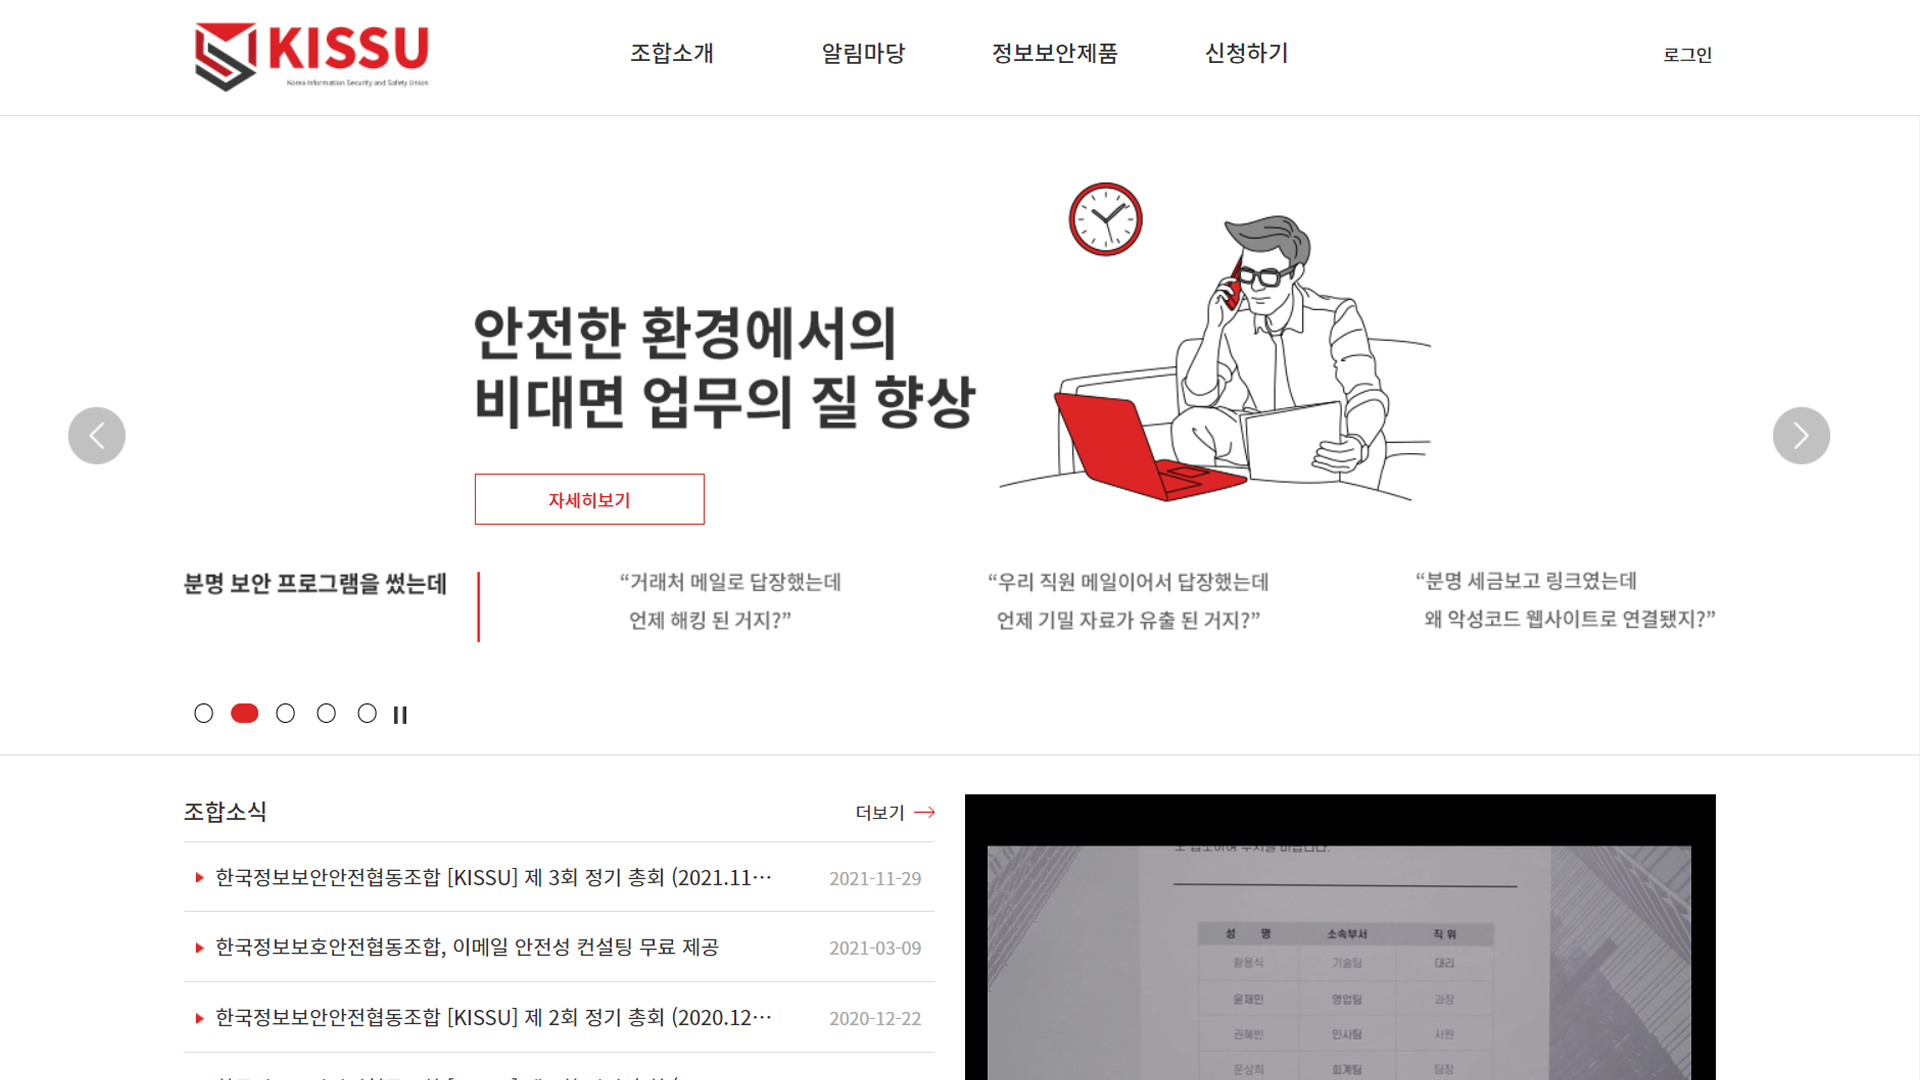 KISSU
Korea Information Security and Safety Union
조합소개
알림마당
정보보안제품
신청하기
로그인
안전한 환경에서의
비대면 업무의 질 향상
자세히보기
분명 보안 프로그램을 썼는데
“거래처 메일로 답장했는데
언제 해킹 된 거지?”
“우리 직원 메일이어서 답장했는데
언제 기밀 자료가 유출 된 거지?”
“분명 세금보고 링크였는데
왜 악성코드 웹사이트로 연결됐지?”
조합소식
더보기
한국정보보안안전협동조합 [KISSU] 제 3회 정기 총회 (2021.11⋯ 2021-11-29
한국정보보호안전협동조합, 이메일 안전성 컨설팅 무료 제공 2021-03-09
한국정보보안안전협동조합 [KISSU] 제 2회 정기 총회 (2020.12⋯ 2020-12-22
성 명 소속부서 직 위
황용식 기술팀 대리
윤재민 영업팀 과장
권혜빈 인사팀 사원
문상희 회계팀 팀장